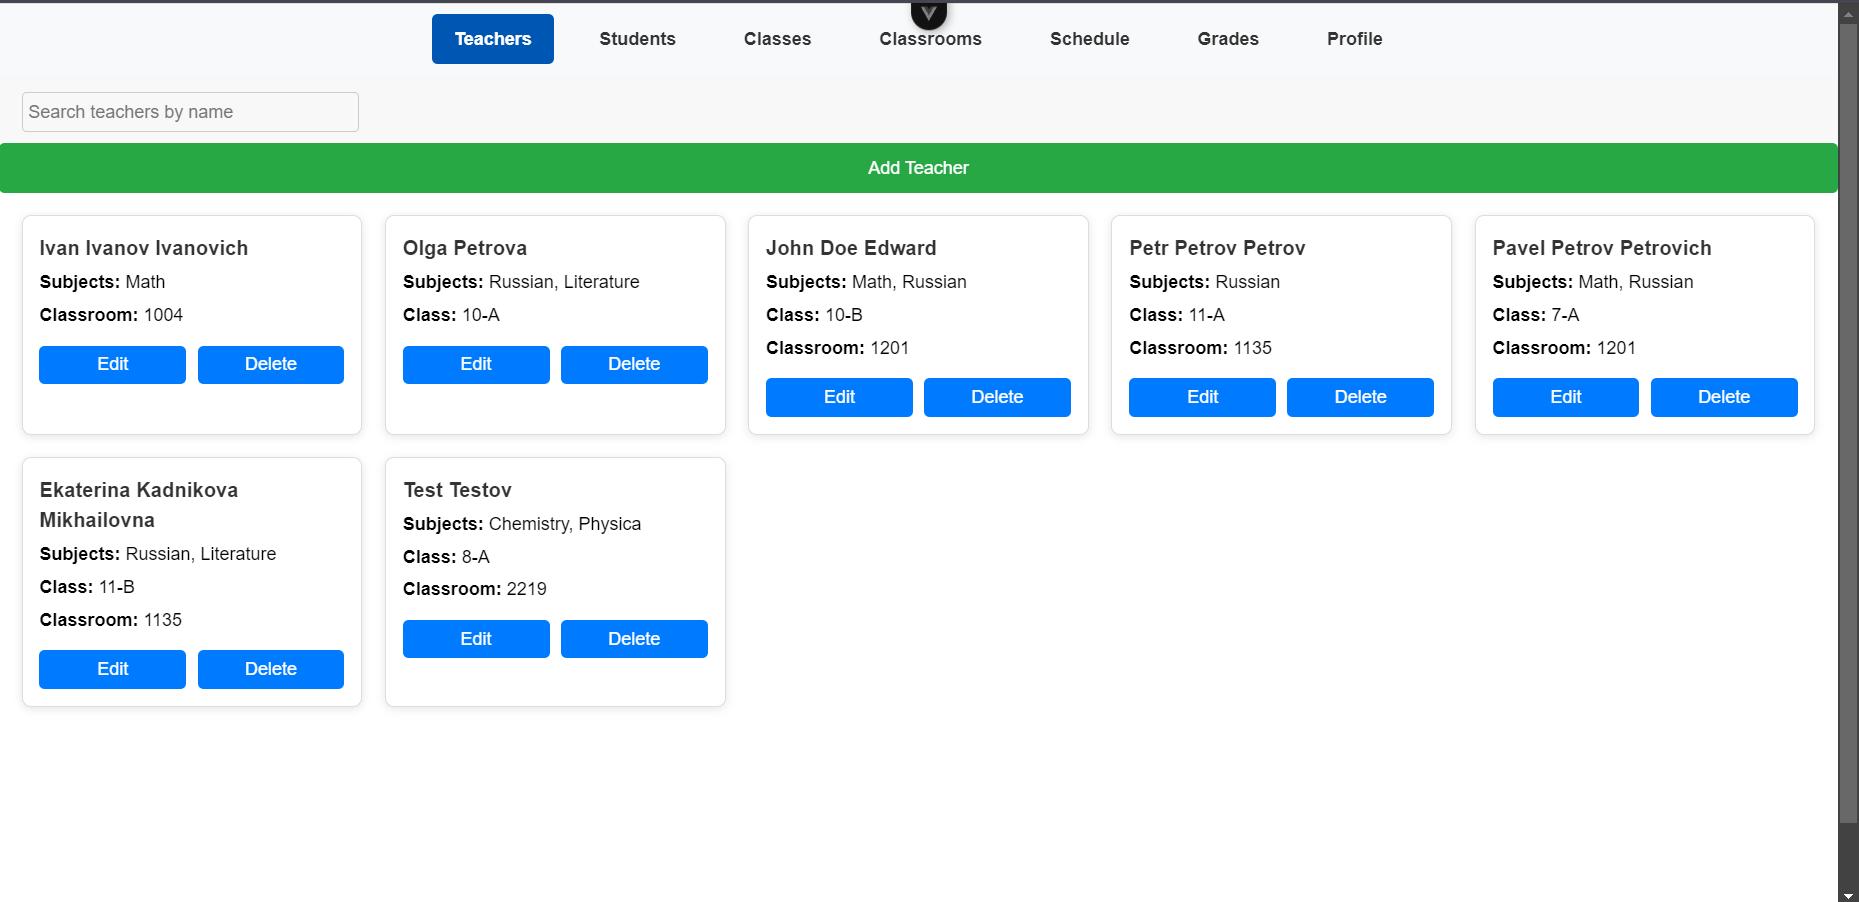 Teachers Students Classes Classrooms Schedule Grades Profile
Search teachers by name
Add Teacher
Ivan Ivanov Ivanovich
Subjects: Math
Classroom: 1004
Edit Delete
Olga Petrova
Subjects: Russian, Literature
Class: 10-A
Edit Delete
John Doe Edward
Subjects: Math, Russian
Class: 10-B
Classroom: 1201
Edit Delete
Petr Petrov Petrov
Subjects: Russian
Class: 11-A
Classroom: 1135
Edit Delete
Pavel Petrov Petrovich
Subjects: Math, Russian
Class: 7-A
Classroom: 1201
Edit Delete
Ekaterina Kadnikova
Mikhailovna
Subjects: Russian, Literature
Class: 11-B
Classroom: 1135
Edit Delete
Test Testov
Subjects: Chemistry, Physica
Class: 8-A
Classroom: 2219
Edit Delete